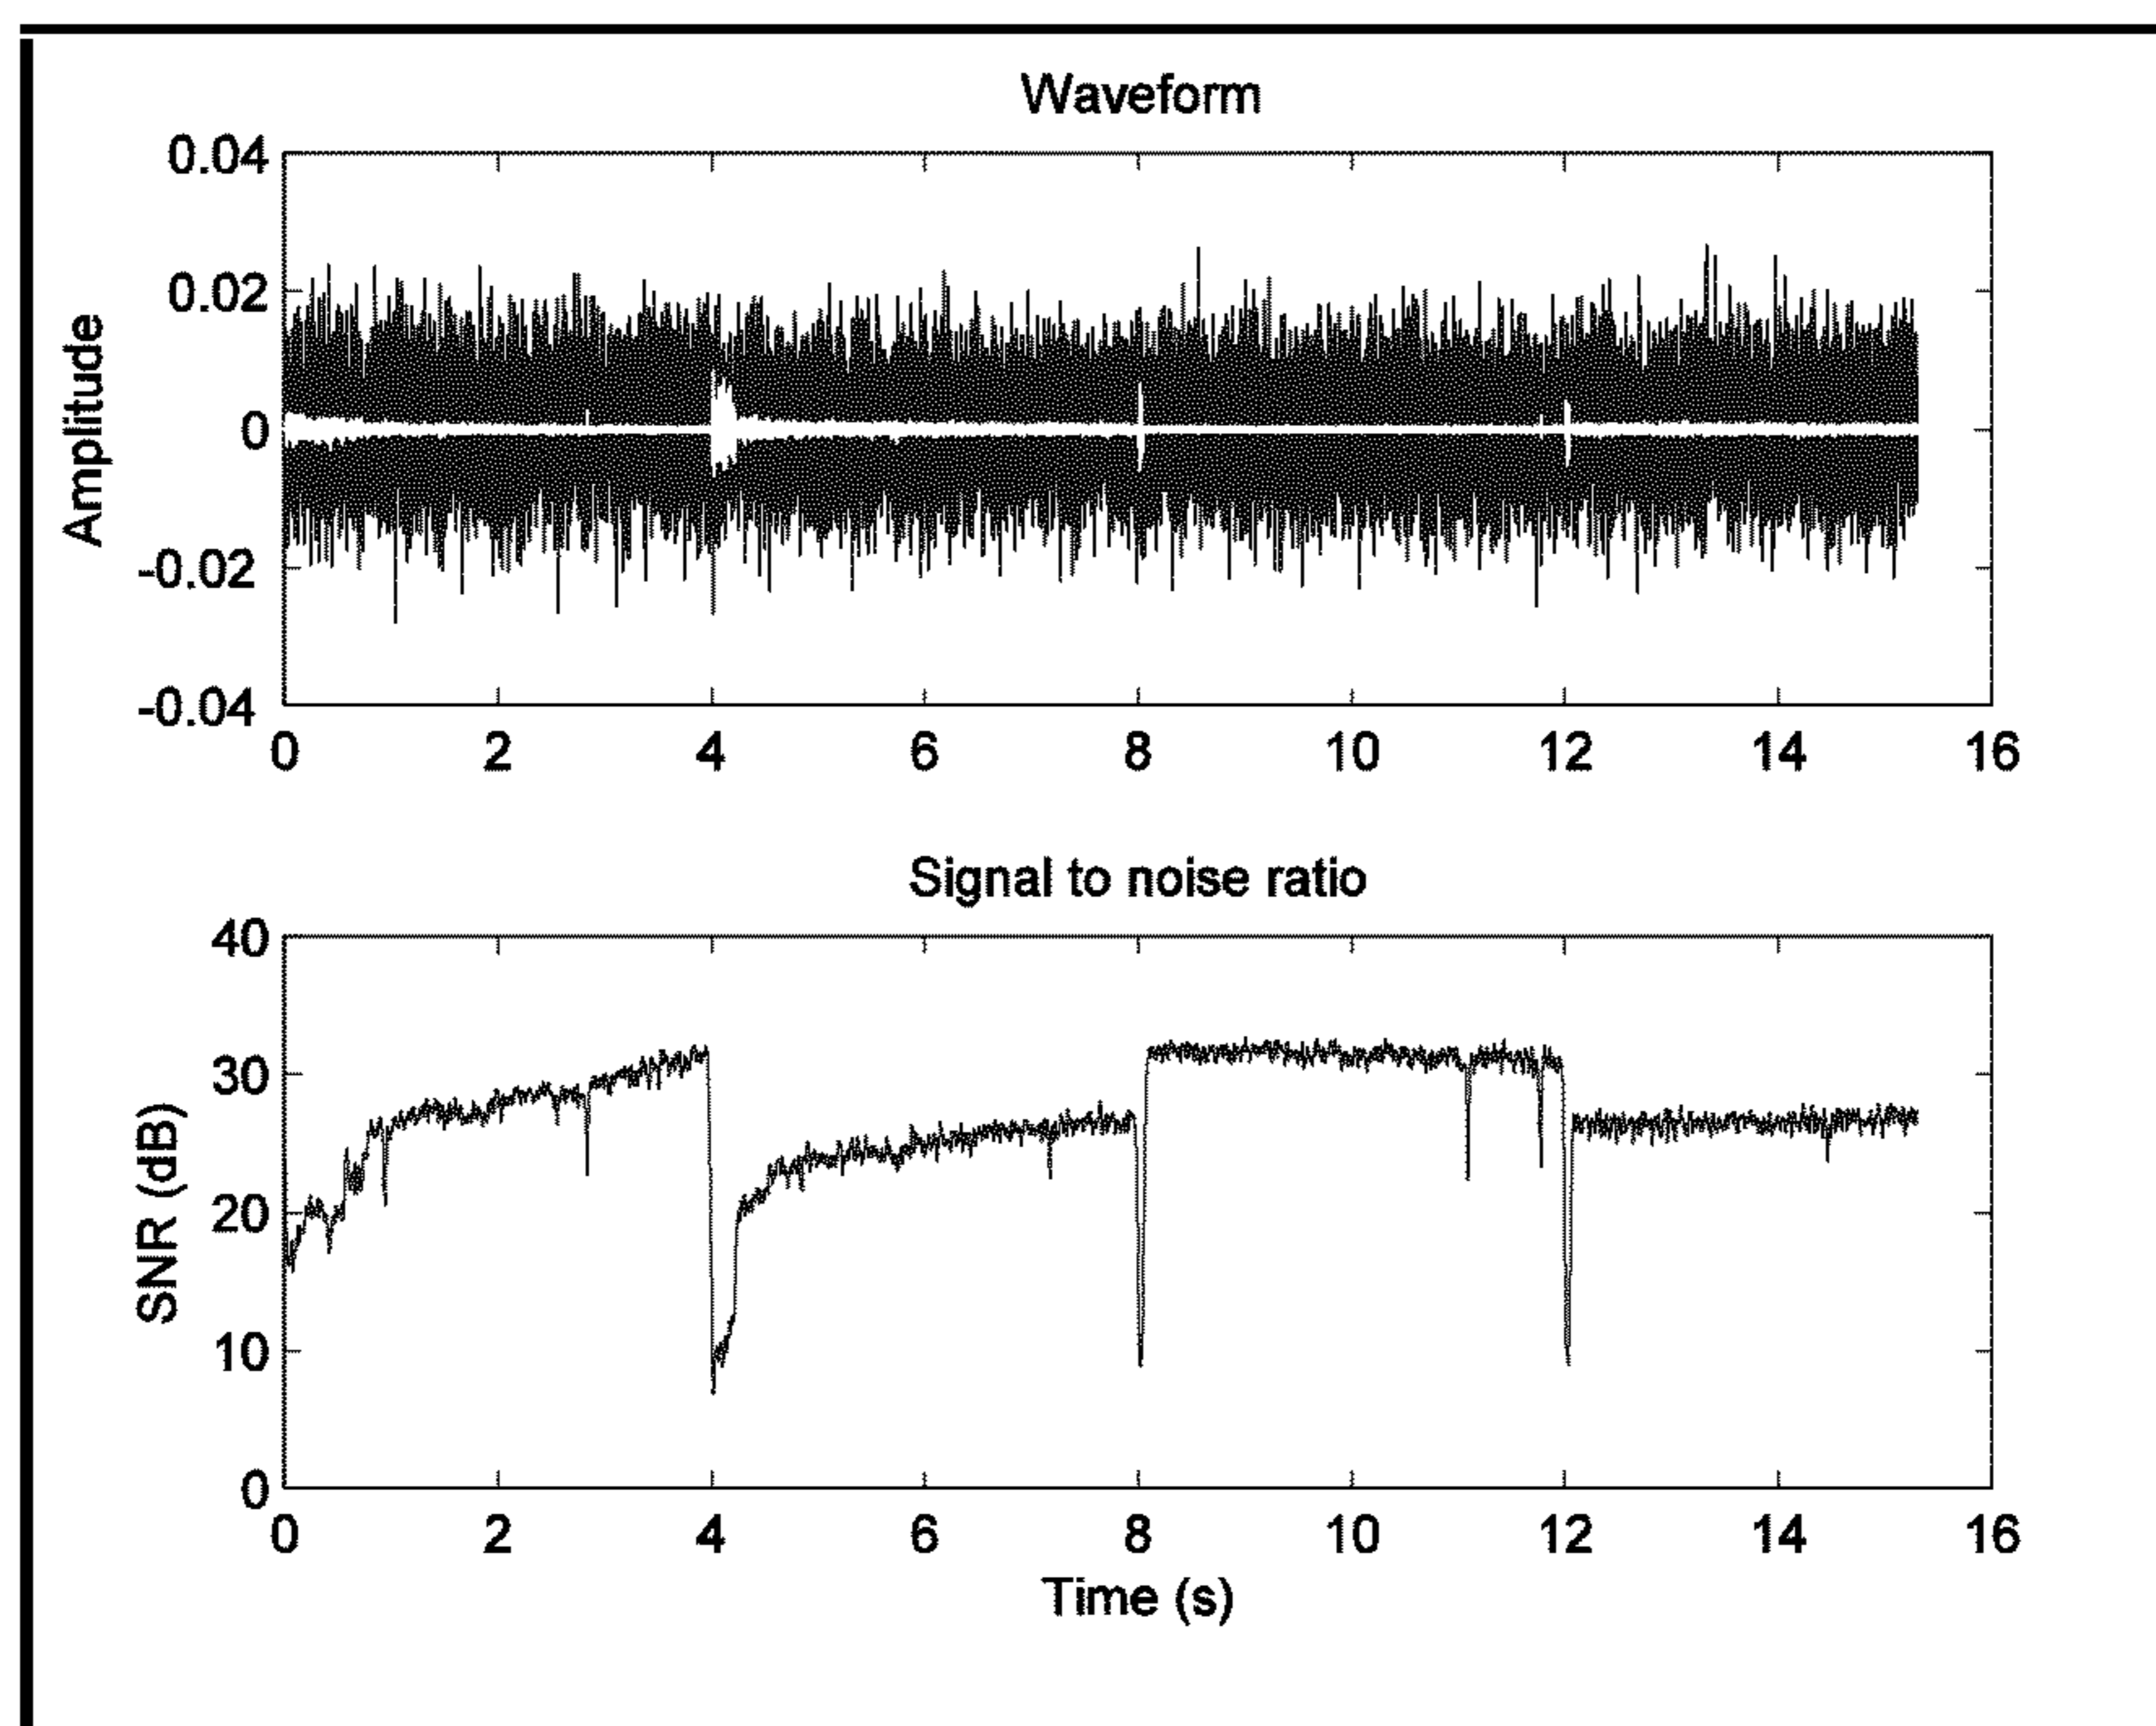 Waveform
0.04
0.02
0
-0.02
-0.04
Amplitude
0 2 4 6 8 10 12 14 16
Signal to noise ratio
40
30
20
10
0
SNR (dB)
0 2 4 6 8 10 12 14 16
Time (s)